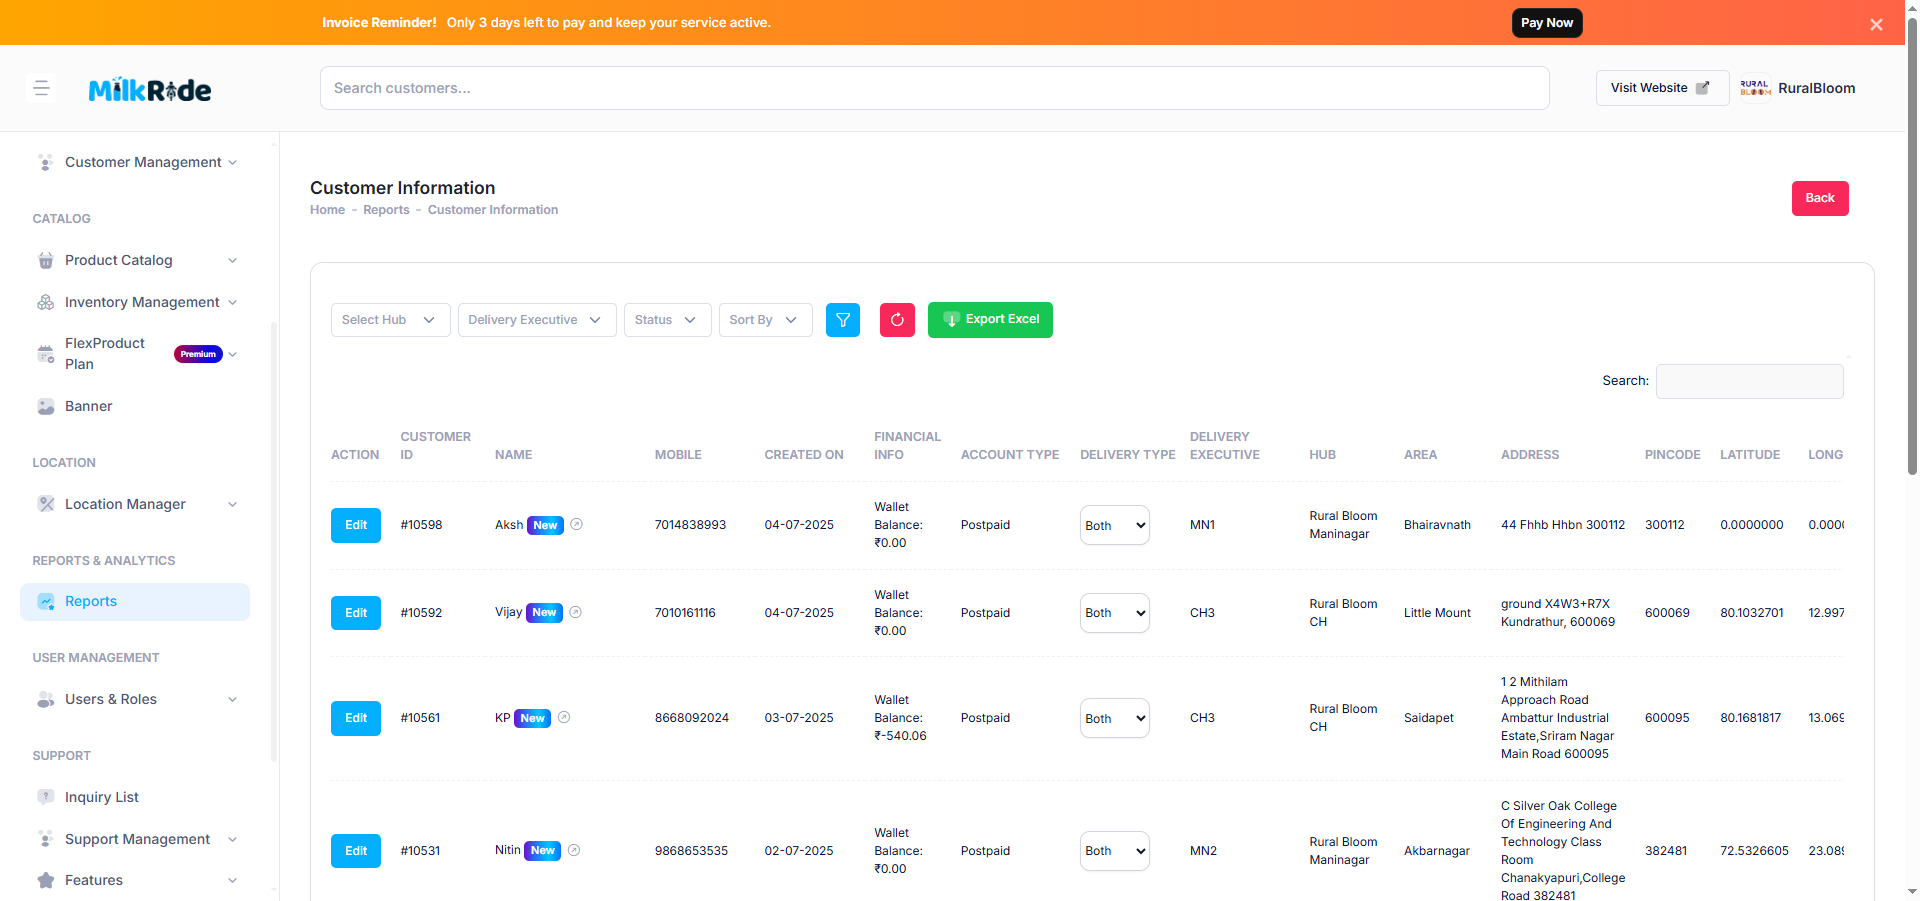 Invoice Reminder! Only 3 days left to pay and keep your service active.
Pay Now
MilkRide
Search customers...
Visit Website
RURAL BLOOM
RuralBloom
Customer Management
CATALOG
Product Catalog
Inventory Management
FlexProduct
Plan
Premium
Banner
LOCATION
Location Manager
REPORTS & ANALYTICS
Reports
USER MANAGEMENT
Users & Roles
SUPPORT
Inquiry List
Support Management
Features
Customer Information
Home - Reports - Customer Information
Back
Select Hub
Delivery Executive
Status
Sort By
Export Excel
Search:
ACTION
CUSTOMER
ID
NAME
MOBILE
CREATED ON
FINANCIAL
INFO
ACCOUNT TYPE
DELIVERY TYPE
DELIVERY
EXECUTIVE
HUB
AREA
ADDRESS
PINCODE
LATITUDE
LONG
Edit
#10598
Aksh New
7014838993
04-07-2025
Wallet
Balance:
₹0.00
Postpaid
Both
MN1
Rural Bloom
Maninagar
Bhairavnath
44 Fhhb Hhbn 300112
300112
0.0000000
0.000
Edit
#10592
Vijay New
7010161116
04-07-2025
Wallet
Balance:
₹0.00
Postpaid
Both
CH3
Rural Bloom
CH
Little Mount
ground X4W3+R7X
Kundrathur, 600069
600069
80.1032701
12.997
Edit
#10561
KP New
8668092024
03-07-2025
Wallet
Balance:
₹-540.06
Postpaid
Both
CH3
Rural Bloom
CH
Saidapet
1 2 Mithilam
Approach Road
Ambattur Industrial
Estate,Sriram Nagar
Main Road 600095
600095
80.1681817
13.069
Edit
#10531
Nitin New
9868653535
02-07-2025
Wallet
Balance:
₹0.00
Postpaid
Both
MN2
Rural Bloom
Maninagar
Akbarnagar
C Silver Oak College
Of Engineering And
Technology Class
Room
Chanakyapuri,College
Road 382481
382481
72.5326605
23.089